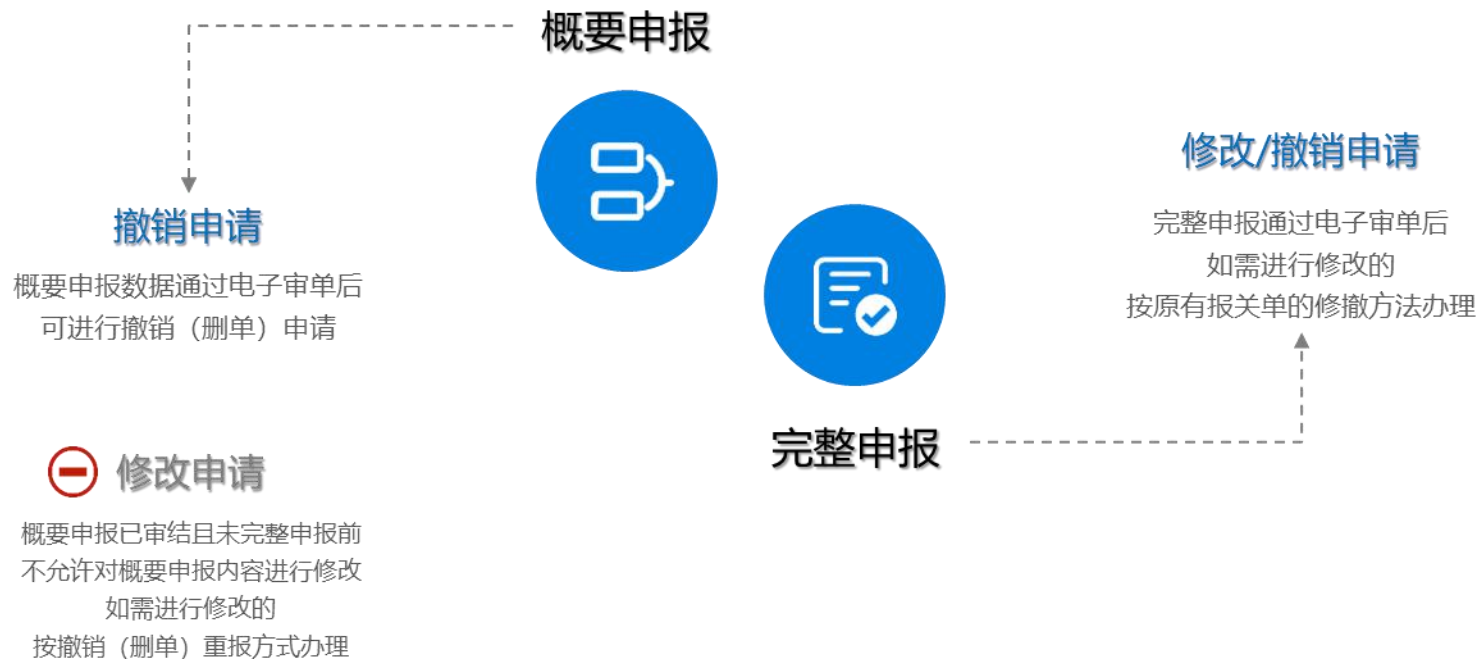 概要申报
撤销申请
概要申报数据通过电子审单后
可进行撤销（删单）申请
修改申请
概要申报已审结且未完整申报前
不允许对概要申报内容进行修改
如需进行修改的
按撤销（删单）重报方式办理
完整申报
修改/撤销申请
完整申报通过电子审单后
如需进行修改的
按原有报关单的修撤方法办理